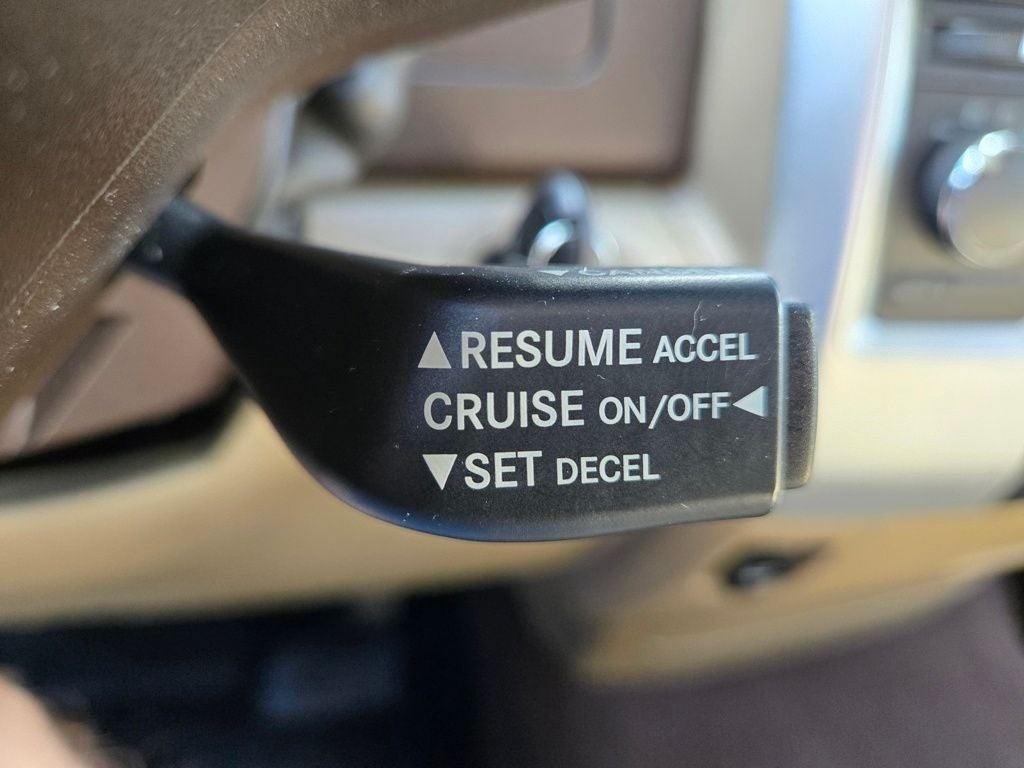 ▲RESUME ACCEL
CRUISE ON/OFF◀
▼SET DECEL